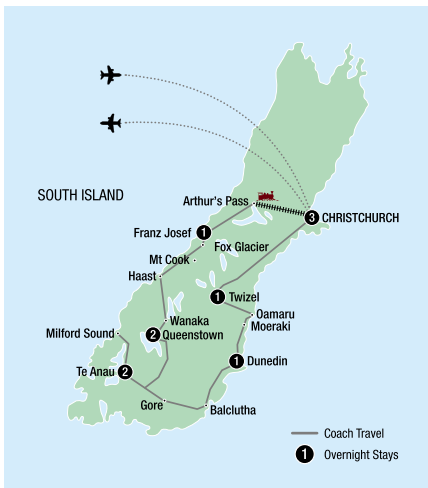 SOUTH ISLAND
Arthur's Pass
3 CHRISTCHURCH
Franz Josef 1
Fox Glacier
Mt Cook
Haast
1 Twizel
Oamaru
Moeraki
Wanaka
2 Queenstown
Milford Sound
1 Dunedin
Te Anau 2
Gore
Balclutha
Coach Travel
1 Overnight Stays